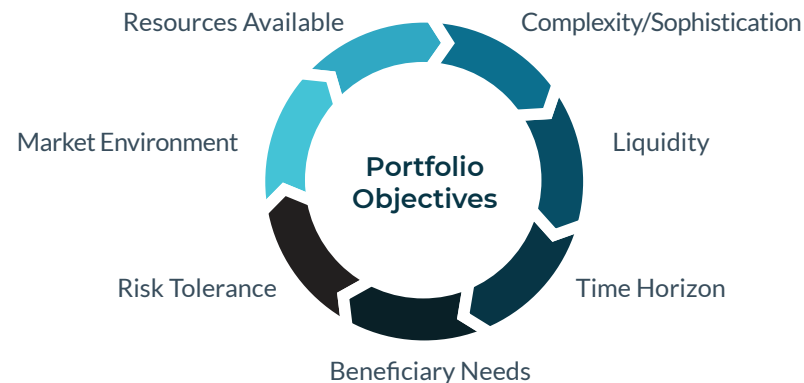 Resources Available
Complexity/Sophistication
Market Environment
Liquidity
Portfolio
Objectives
Risk Tolerance
Time Horizon
Beneficiary Needs